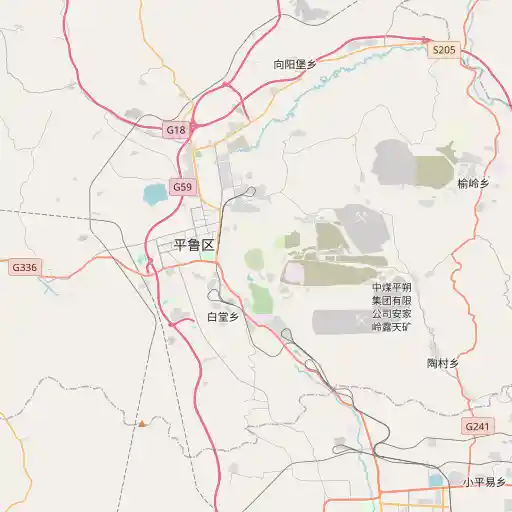 S205
向阳堡乡
G18
榆岭乡
G59
平鲁区
G336
中煤平朔
集团有限
公司安家
岭露天矿
白堂乡
陶村乡
G241
小平易乡